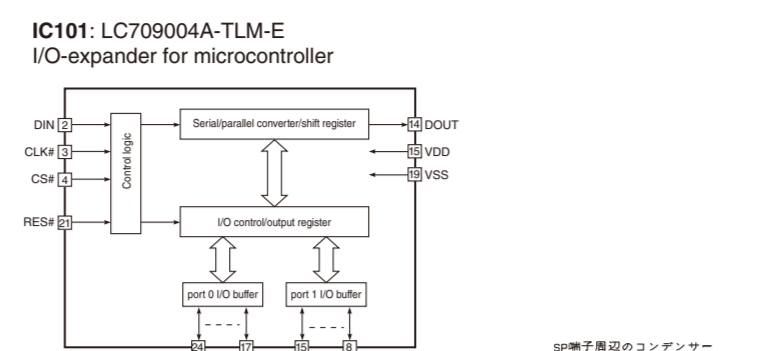 IC101: LC709004A-TLM-E
I/O-expander for microcontroller
DIN 2
Serial/parallel converter/shift register
14 DOUT
CLK# 3
15 VDD
CS# 4
19 VSS
Control logic
RES# 21
I/O control/output register
port 0 I/O buffer
port 1 I/O buffer
24
17
15
8
SP端子周辺のコンデンサー